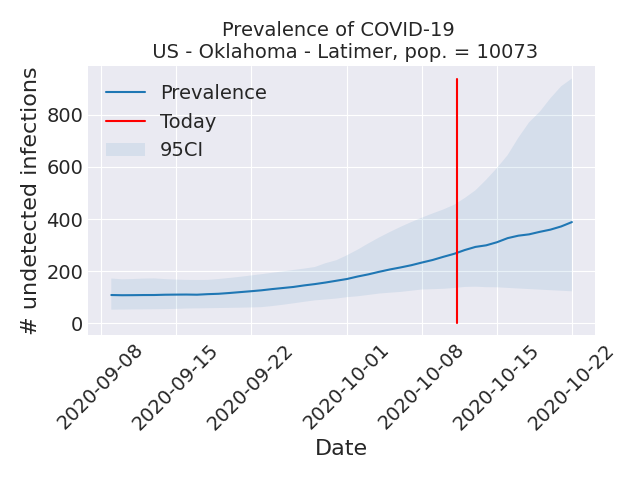 Prevalence of COVID-19
US - Oklahoma - Latimer, pop. = 10073
# undetected infections
800
600
400
200
0
Prevalence
Today
95CI
2020-09-08
2020-09-15
2020-09-22
2020-10-01
2020-10-08
2020-10-15
2020-10-22
Date